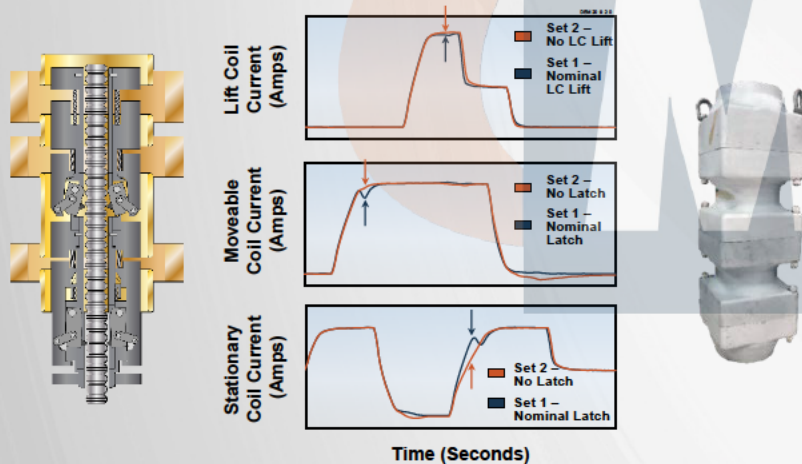 Lift Coil
Current
(Amps)
Set 2 –
No LC Lift
Set 1 –
Nominal
LC Lift
Moveable
Coil Current
(Amps)
Set 2 –
No Latch
Set 1 –
Nominal
Latch
Stationary
Coil Current
(Amps)
Set 2 –
No Latch
Set 1 –
Nominal Latch
Time (Seconds)